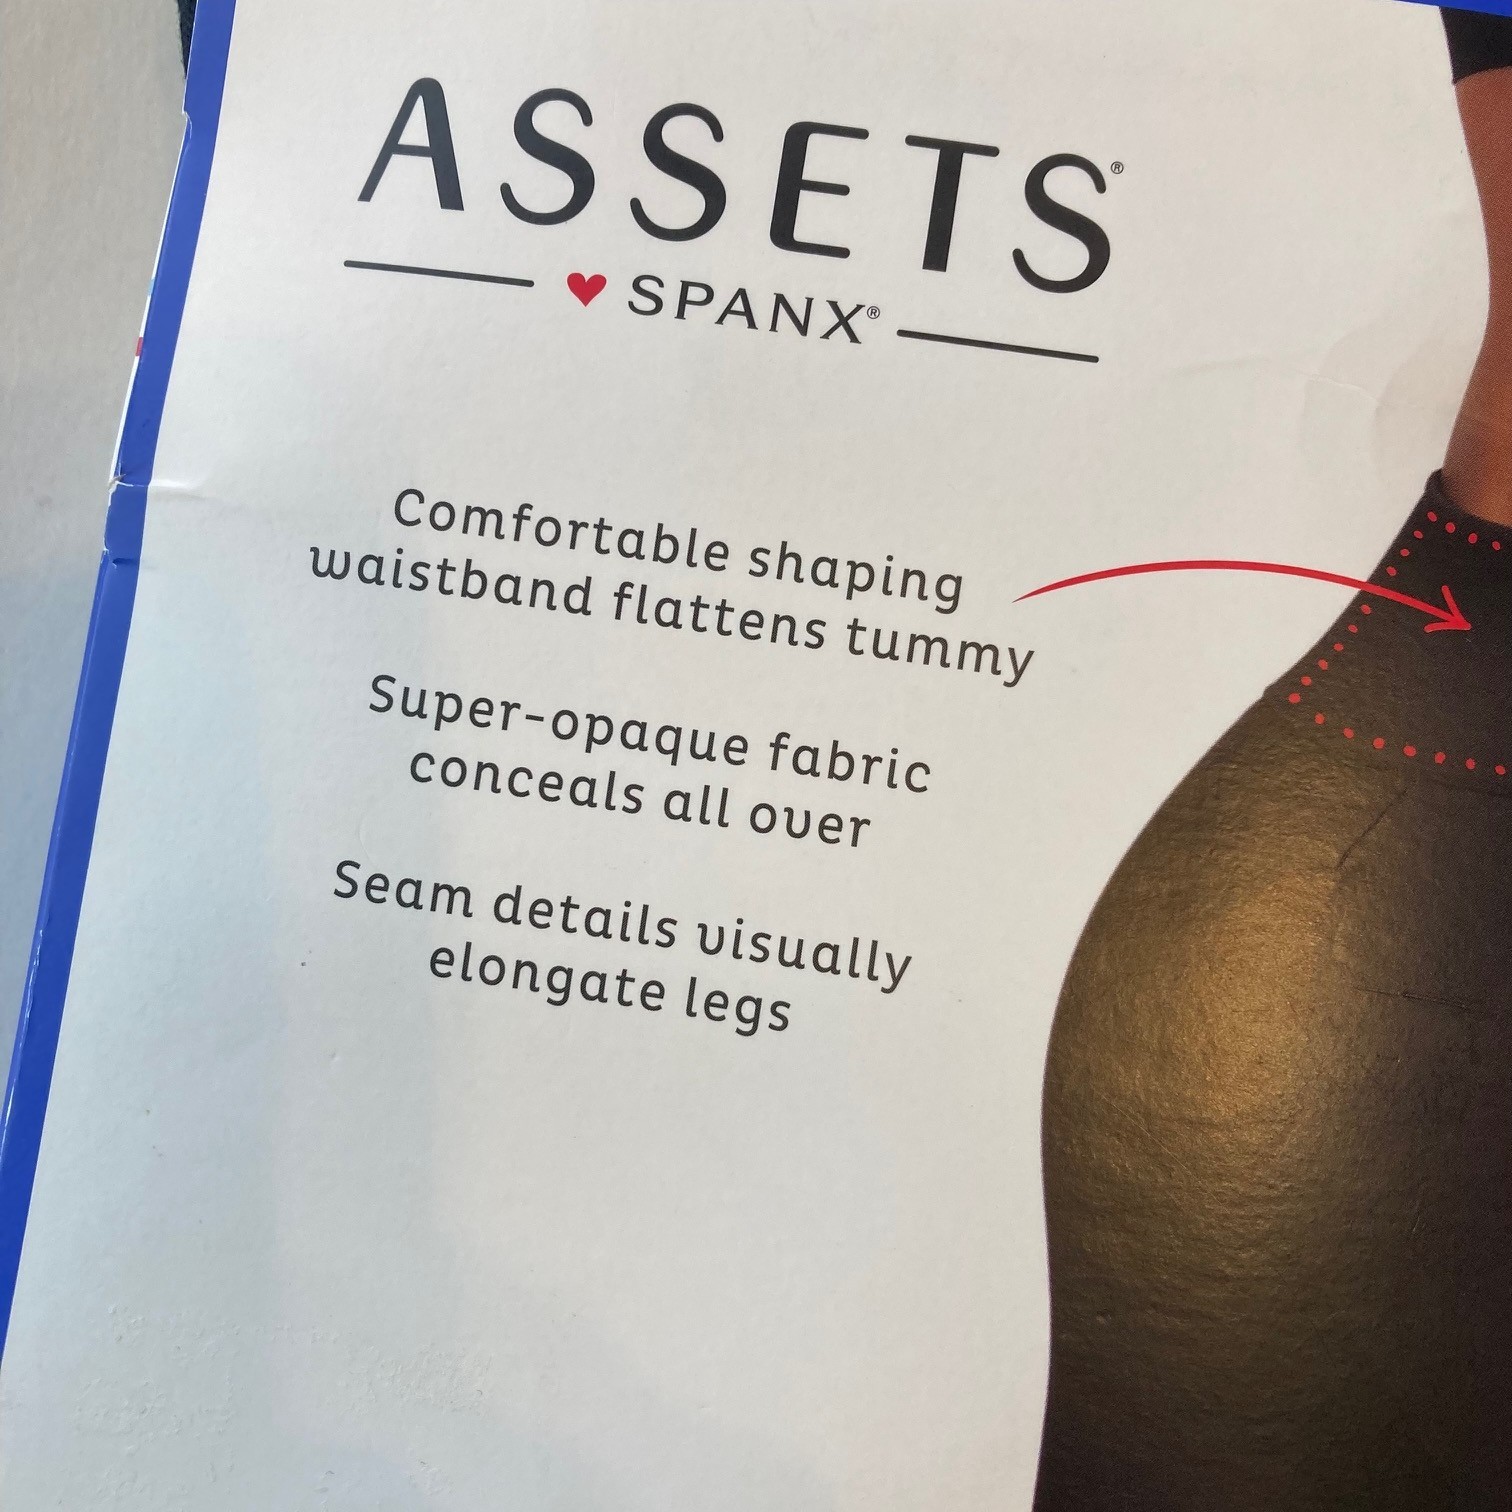 ASSETS®
♥ SPANX®
Comfortable shaping
waistband flattens tummy
Super-opaque fabric
conceals all over
Seam details visually
elongate legs